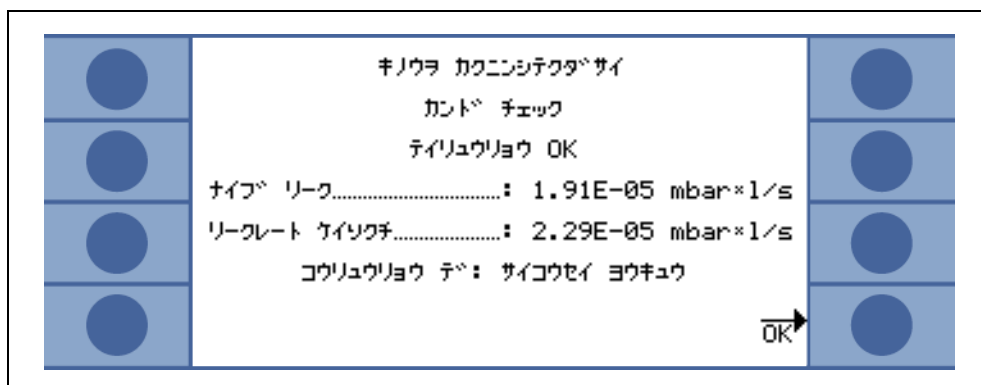 キノウヲ カクニンシテクダサイ
カンド チェック
テイリュウリョウ OK
ナイブ リーク..............................: 1.91E-05 mbar*l/s
リークレート ケイソクチ...................: 2.29E-05 mbar*l/s
コウリュウリョウ デ: サイコウセイ ヨウキュウ
OK